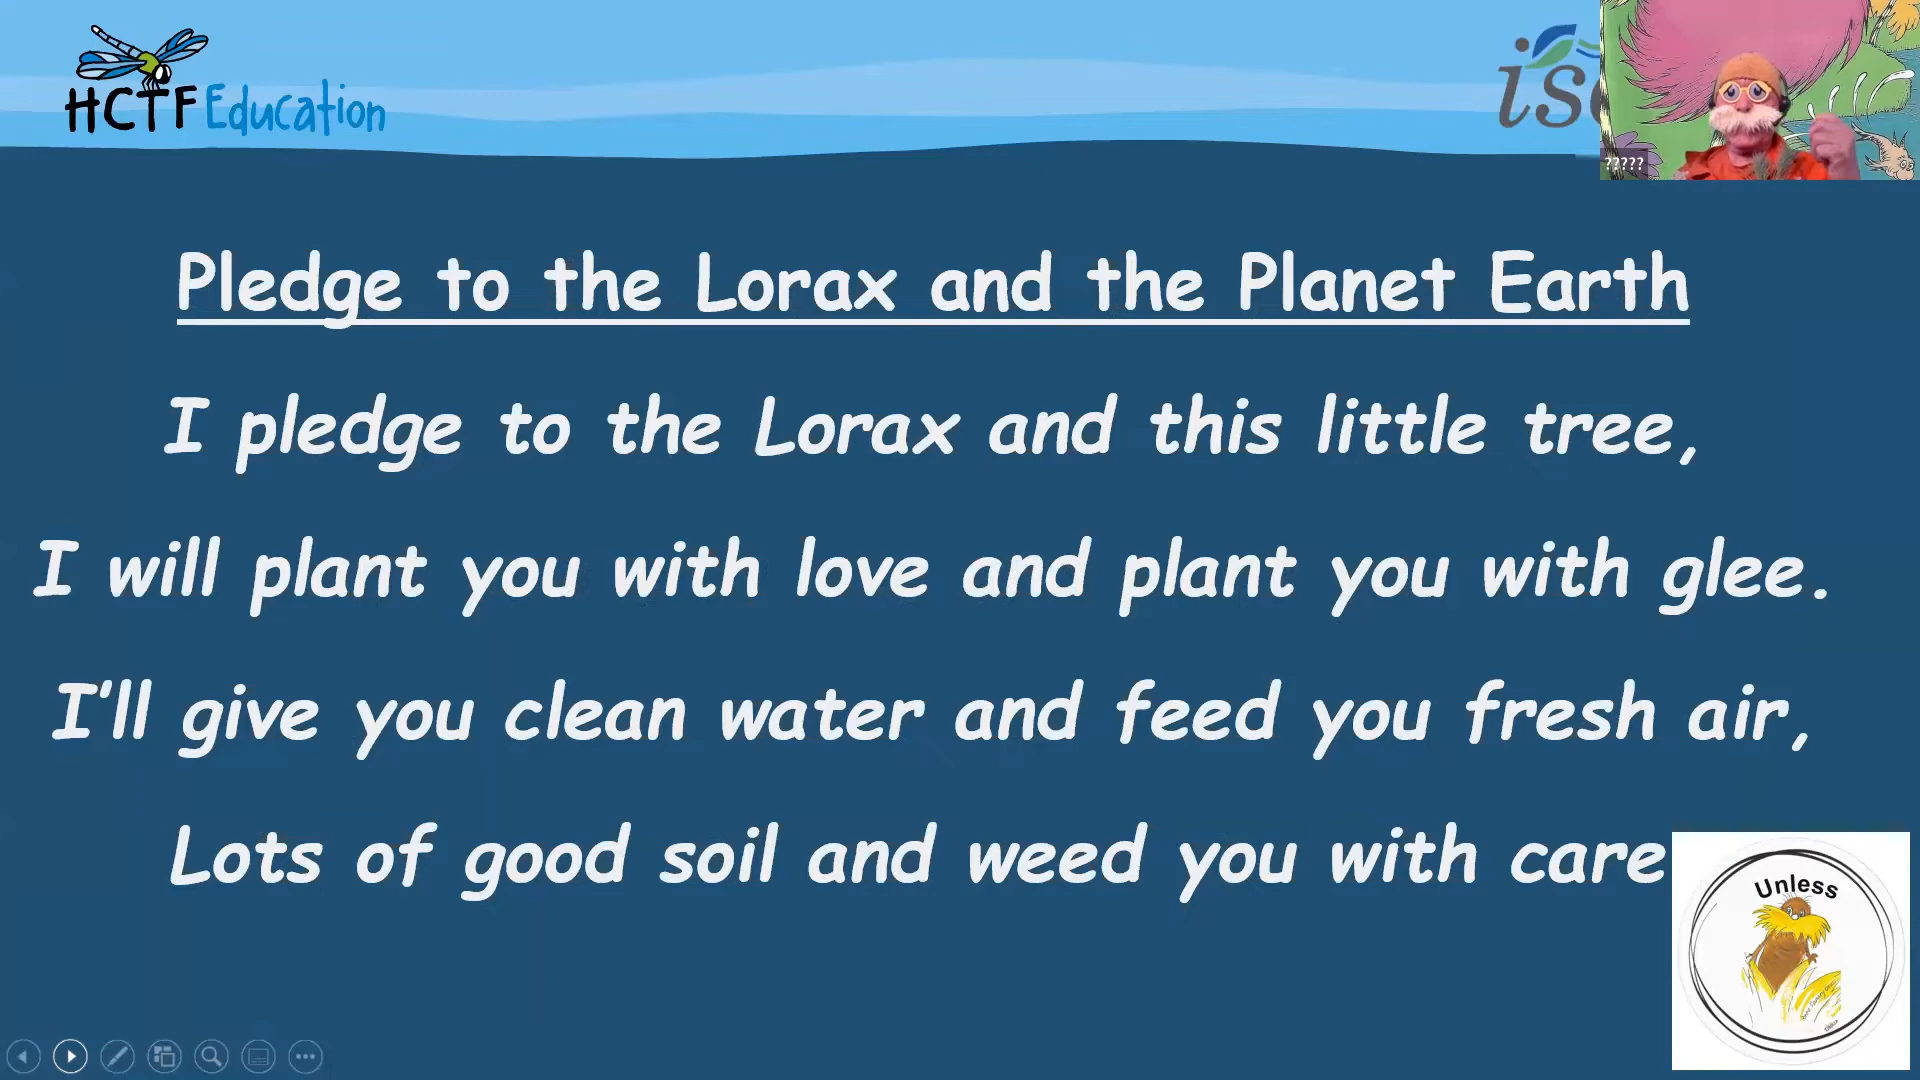 HCTF Education
?????
Pledge to the Lorax and the Planet Earth
I pledge to the Lorax and this little tree,
I will plant you with love and plant you with glee.
I'll give you clean water and feed you fresh air,
Lots of good soil and weed you with care
Unless